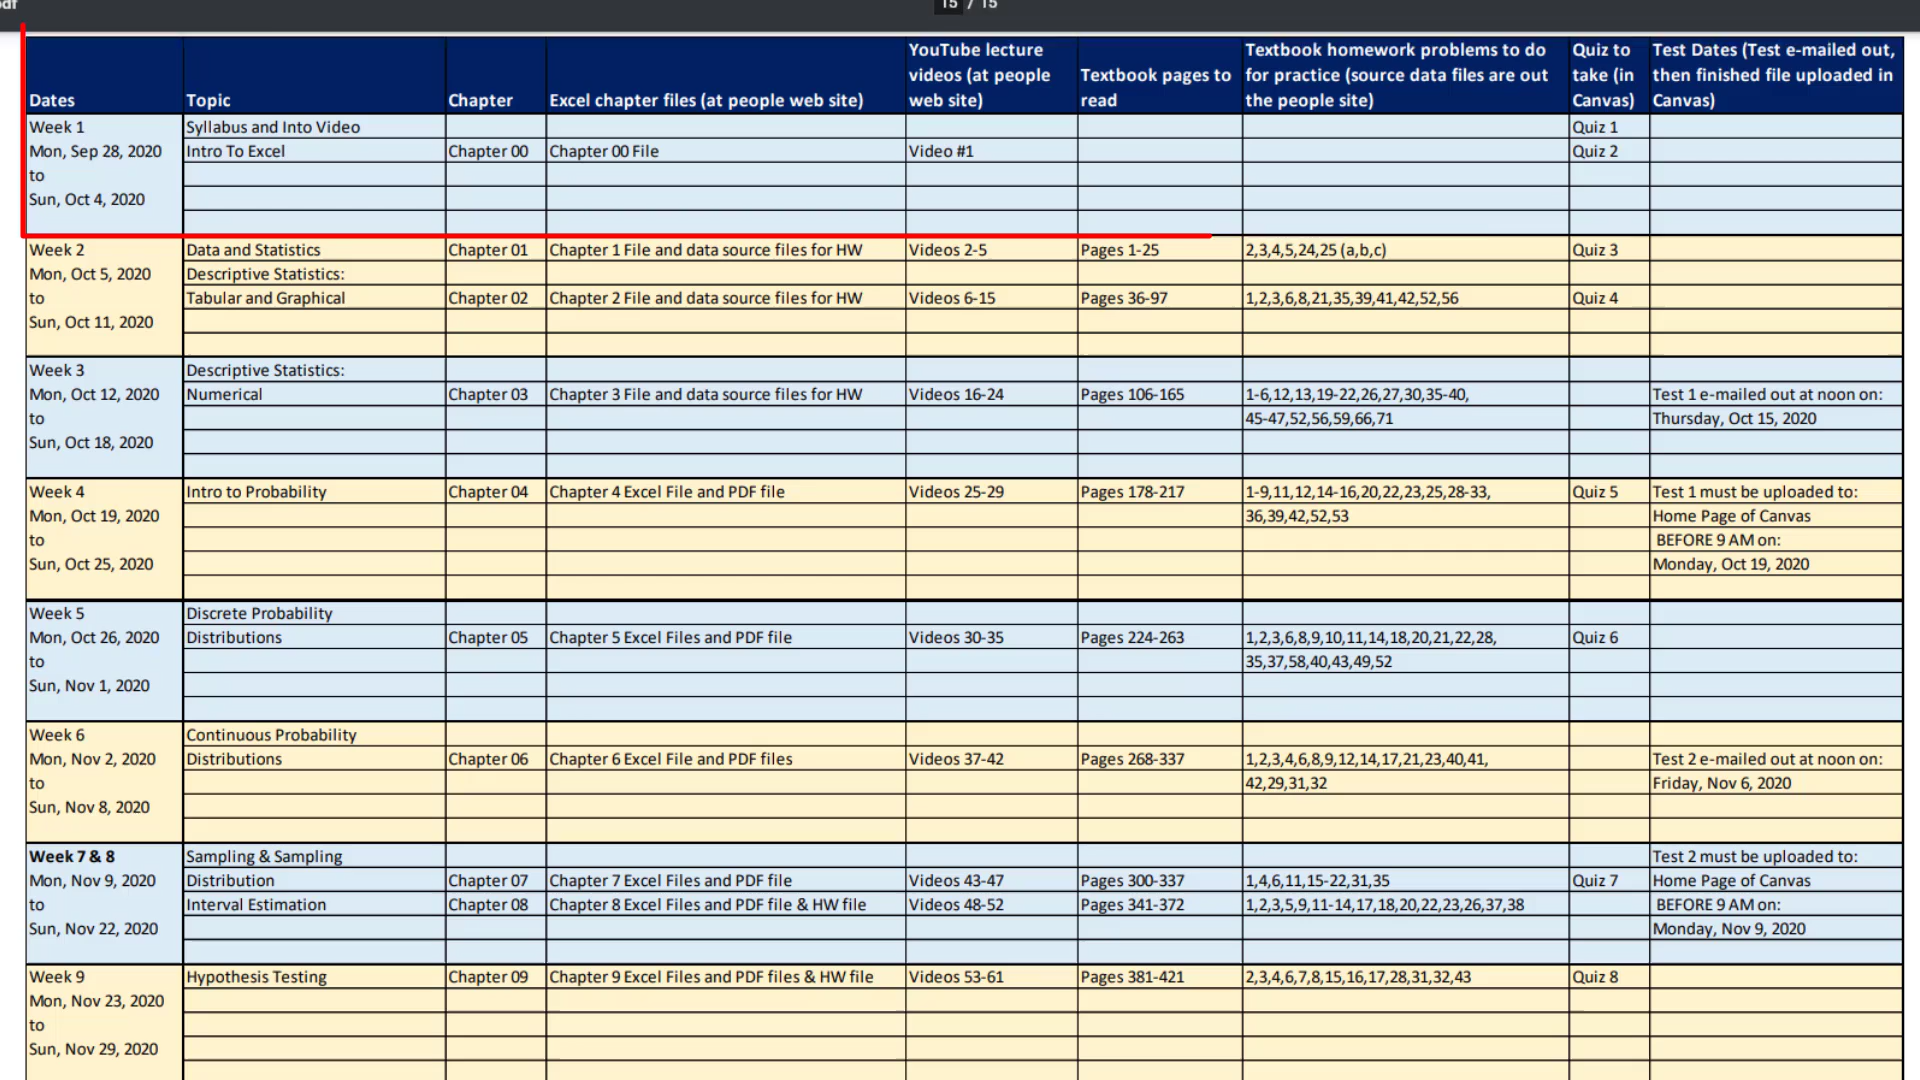 15 / 15
Dates Topic Chapter Excel chapter files (at people web site) YouTube lecture videos (at people web site) Textbook pages to read Textbook homework problems to do for practice (source data files are out the people site) Quiz to take (in Canvas) Test Dates (Test e-mailed out, then finished file uploaded in Canvas)
Week 1 Syllabus and Into Video Quiz 1
Mon, Sep 28, 2020 Intro To Excel Chapter 00 Chapter 00 File Video #1 Quiz 2
to
Sun, Oct 4, 2020
Week 2 Data and Statistics Chapter 01 Chapter 1 File and data source files for HW Videos 2-5 Pages 1-25 2,3,4,5,24,25 (a,b,c) Quiz 3
Mon, Oct 5, 2020 Descriptive Statistics:
to Tabular and Graphical Chapter 02 Chapter 2 File and data source files for HW Videos 6-15 Pages 36-97 1,2,3,6,8,21,35,39,41,42,52,56 Quiz 4
Sun, Oct 11, 2020
Week 3 Descriptive Statistics:
Mon, Oct 12, 2020 Numerical Chapter 03 Chapter 3 File and data source files for HW Videos 16-24 Pages 106-165 1-6,12,13,19-22,26,27,30,35-40, Test 1 e-mailed out at noon on:
to 45-47,52,56,59,66,71 Thursday, Oct 15, 2020
Sun, Oct 18, 2020
Week 4 Intro to Probability Chapter 04 Chapter 4 Excel File and PDF file Videos 25-29 Pages 178-217 1-9,11,12,14-16,20,22,23,25,28-33, Quiz 5 Test 1 must be uploaded to:
Mon, Oct 19, 2020 36,39,42,52,53 Home Page of Canvas
to BEFORE 9 AM on:
Sun, Oct 25, 2020 Monday, Oct 19, 2020
Week 5 Discrete Probability
Mon, Oct 26, 2020 Distributions Chapter 05 Chapter 5 Excel Files and PDF file Videos 30-35 Pages 224-263 1,2,3,6,8,9,10,11,14,18,20,21,22,28, Quiz 6
to 35,37,58,40,43,49,52
Sun, Nov 1, 2020
Week 6 Continuous Probability
Mon, Nov 2, 2020 Distributions Chapter 06 Chapter 6 Excel File and PDF files Videos 37-42 Pages 268-337 1,2,3,4,6,8,9,12,14,17,21,23,40,41, Test 2 e-mailed out at noon on:
to 42,29,31,32 Friday, Nov 6, 2020
Sun, Nov 8, 2020
Week 7 & 8 Sampling & Sampling Test 2 must be uploaded to:
Mon, Nov 9, 2020 Distribution Chapter 07 Chapter 7 Excel Files and PDF file Videos 43-47 Pages 300-337 1,4,6,11,15-22,31,35 Quiz 7 Home Page of Canvas
to Interval Estimation Chapter 08 Chapter 8 Excel Files and PDF file & HW file Videos 48-52 Pages 341-372 1,2,3,5,9,11-14,17,18,20,22,23,26,37,38 BEFORE 9 AM on:
Sun, Nov 22, 2020 Monday, Nov 9, 2020
Week 9 Hypothesis Testing Chapter 09 Chapter 9 Excel Files and PDF files & HW file Videos 53-61 Pages 381-421 2,3,4,6,7,8,15,16,17,28,31,32,43 Quiz 8
Mon, Nov 23, 2020
to
Sun, Nov 29, 2020